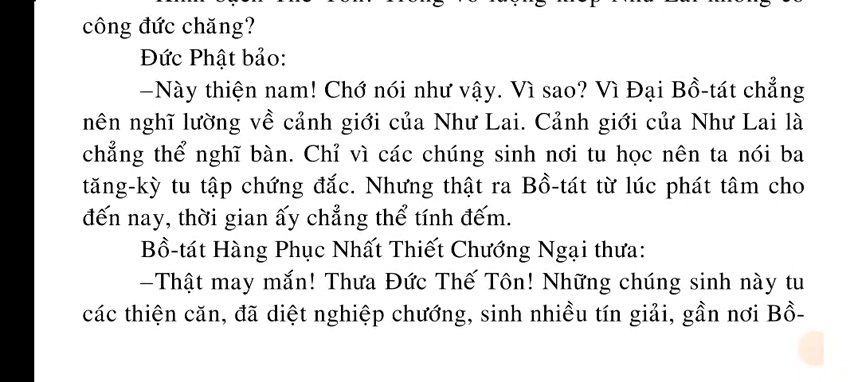 công đức chăng?
Đức Phật bảo:
–Này thiện nam! Chớ nói như vậy. Vì sao? Vì Đại Bồ-tát chẳng
nên nghĩ lường về cảnh giới của Như Lai. Cảnh giới của Như Lai là
chẳng thể nghĩ bàn. Chỉ vì các chúng sinh nơi tu học nên ta nói ba
tăng-kỳ tu tập chứng đắc. Nhưng thật ra Bồ-tát từ lúc phát tâm cho
đến nay, thời gian ấy chẳng thể tính đếm.
Bồ-tát Hàng Phục Nhất Thiết Chướng Ngại thưa:
–Thật may mắn! Thưa Đức Thế Tôn! Những chúng sinh này tu
các thiện căn, đã diệt nghiệp chướng, sinh nhiều tín giải, gần nơi Bồ-